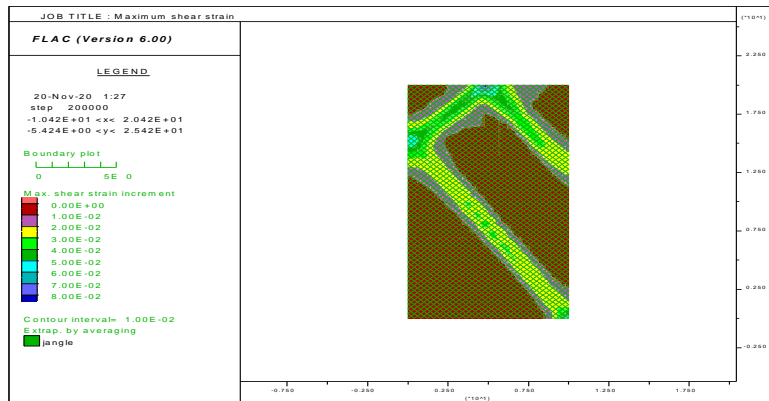 JOB TITLE : Maximum shear strain
FLAC (Version 6.00)
LEGEND
20-Nov-20 1:27
step 200000
-1.042E+01 <x< 2.042E+01
-5.424E+00 <y< 2.542E+01
Boundary plot
0 5E 0
Max. shear strain increment
0.00E+00
1.00E-02
2.00E-02
3.00E-02
4.00E-02
5.00E-02
6.00E-02
7.00E-02
8.00E-02
Contour interval= 1.00E-02
Extrap. by averaging
jangle
(*10^1)
2.250
1.750
1.250
0.750
0.250
-0.250
-0.750 -0.250 0.250 0.750 1.250 1.750
(*10^1)